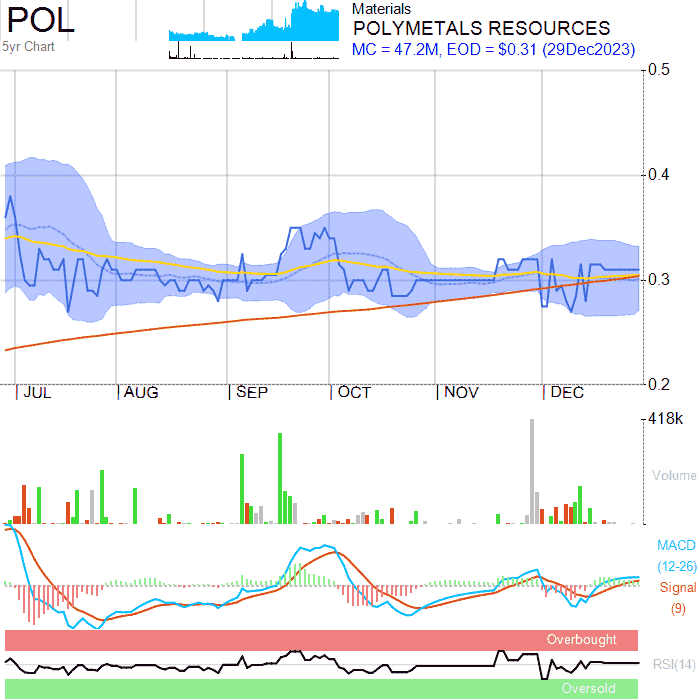 POL
5yr Chart
Materials
POLYMETALS RESOURCES
MC = 47.2M, EOD = $0.31 (29Dec2023)
0.5
0.4
0.3
0.2
JUL AUG SEP OCT NOV DEC
418k
Volume
MACD
(12-26)
Signal
(9)
Overbought
RSI(14)
Oversold